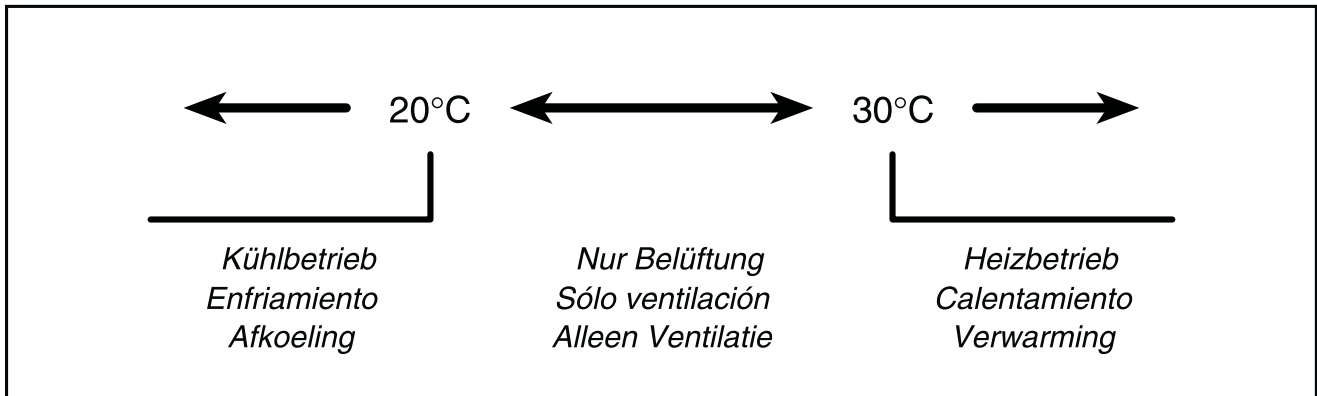 20°C 30°C
Kühlbetrieb Nur Belüftung Heizbetrieb
Enfriamiento Sólo ventilación Calentamiento
Afkoeling Alleen Ventilatie Verwarming